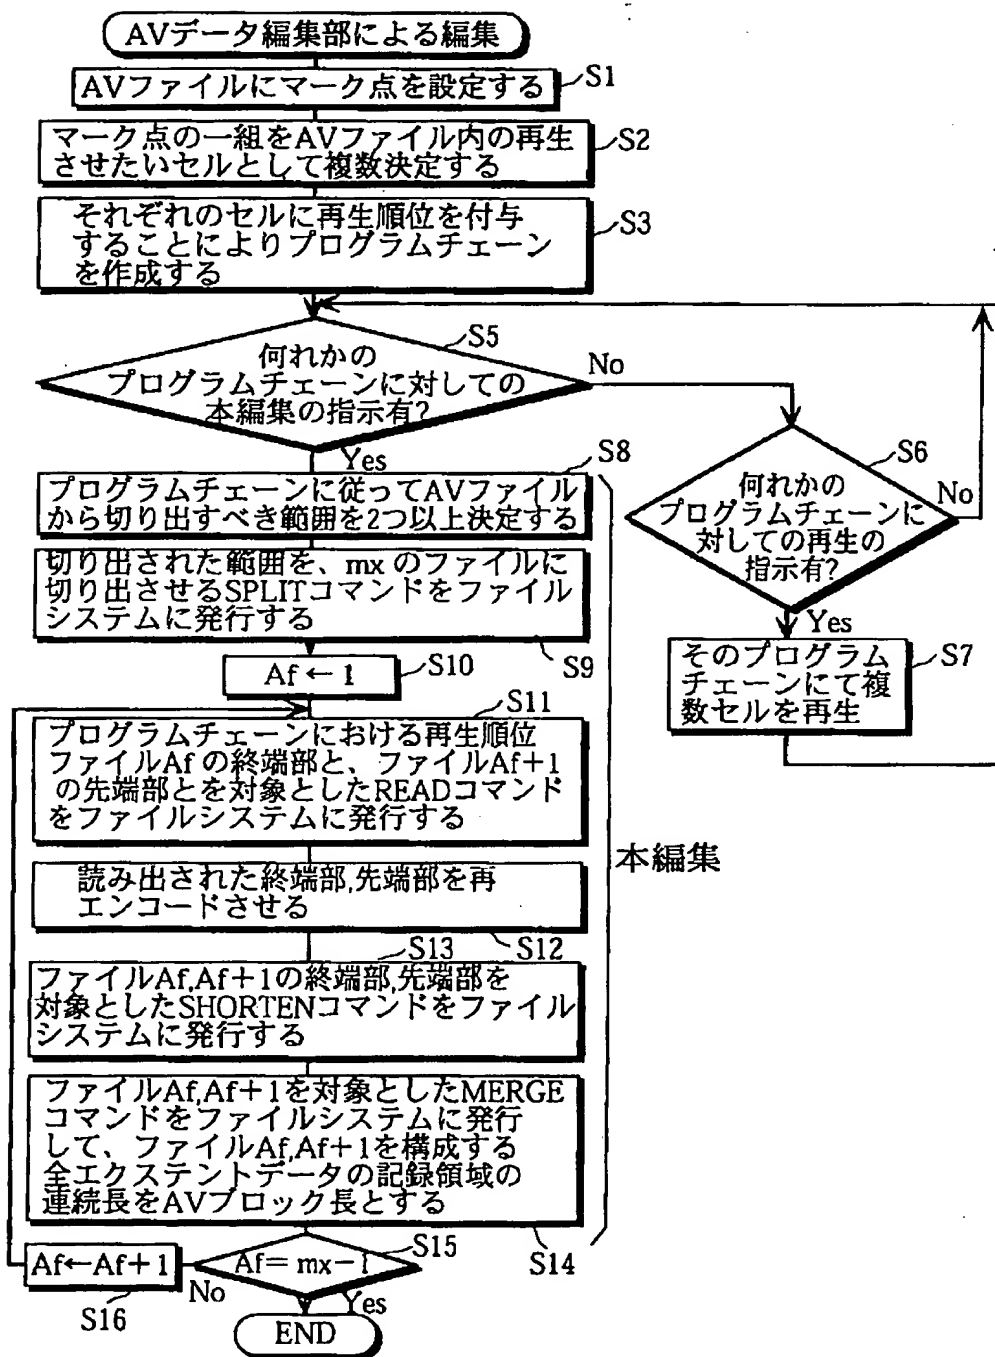 AVデータ編集部による編集
AVファイルにマーク点を設定する
S1
マーク点の一組をAVファイル内の再生
させたいセルとして複数決定する
S2
それぞれのセルに再生順位を付与
することによりプログラムチェーン
を作成する
S3
S5
何れかの
プログラムチェーンに対しての
本編集の指示有?
No
Yes
S6
何れかの
プログラムチェーンに
対しての再生の
指示有?
No
Yes
S7
そのプログラム
チェーンにて複
数セルを再生
S8
プログラムチェーンに従ってAVファイル
から切り出すべき範囲を2つ以上決定する
切り出された範囲を、mx のファイルに
切り出させるSPLITコマンドをファイル
システムに発行する
S9
Af←1
S10
S11
プログラムチェーンにおける再生順位
ファイルAf の終端部と、ファイルAf+1
の先端部とを対象としたREADコマンド
をファイルシステムに発行する
本編集
読み出された終端部,先端部を再
エンコードさせる
S12
S13
ファイルAf,Af+1の終端部,先端部を
対象としたSHORTENコマンドをファイル
システムに発行する
ファイルAf,Af+1を対象としたMERGE
コマンドをファイルシステムに発行
して、ファイルAf,Af+1を構成する
全エクステントデータの記録領域の
連続長をAVブロック長とする
S14
S15
Af=mx-1
Af←Af+1
No
S16
Yes
END